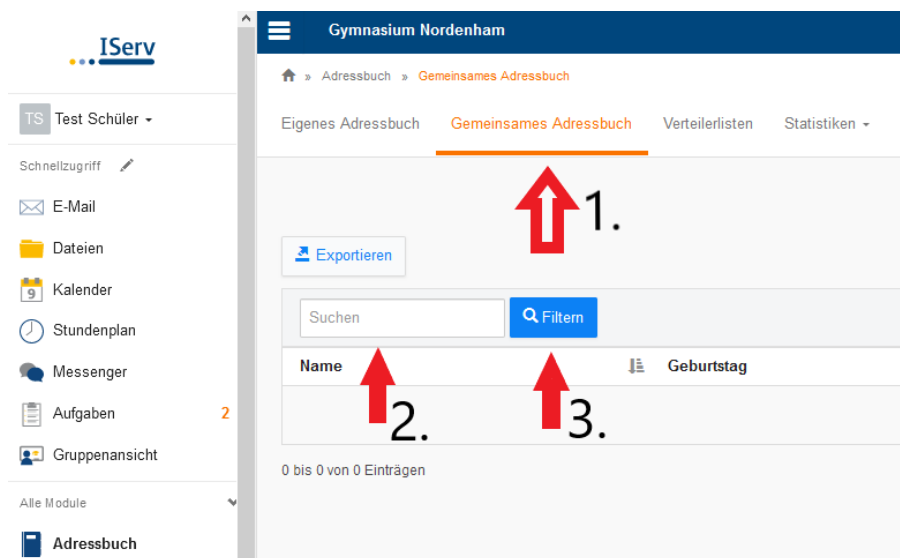 IServ
TS Test Schüler
Schnellzugriff
E-Mail
Dateien
9 Kalender
Stundenplan
Messenger
Aufgaben 2
Gruppenansicht
Alle Module
Adressbuch
Gymnasium Nordenham
» Adressbuch » Gemeinsames Adressbuch
Eigenes Adressbuch Gemeinsames Adressbuch Verteilerlisten Statistiken
1.
Exportieren
Suchen Filtern
Name Geburtstag
2. 3.
0 bis 0 von 0 Einträgen